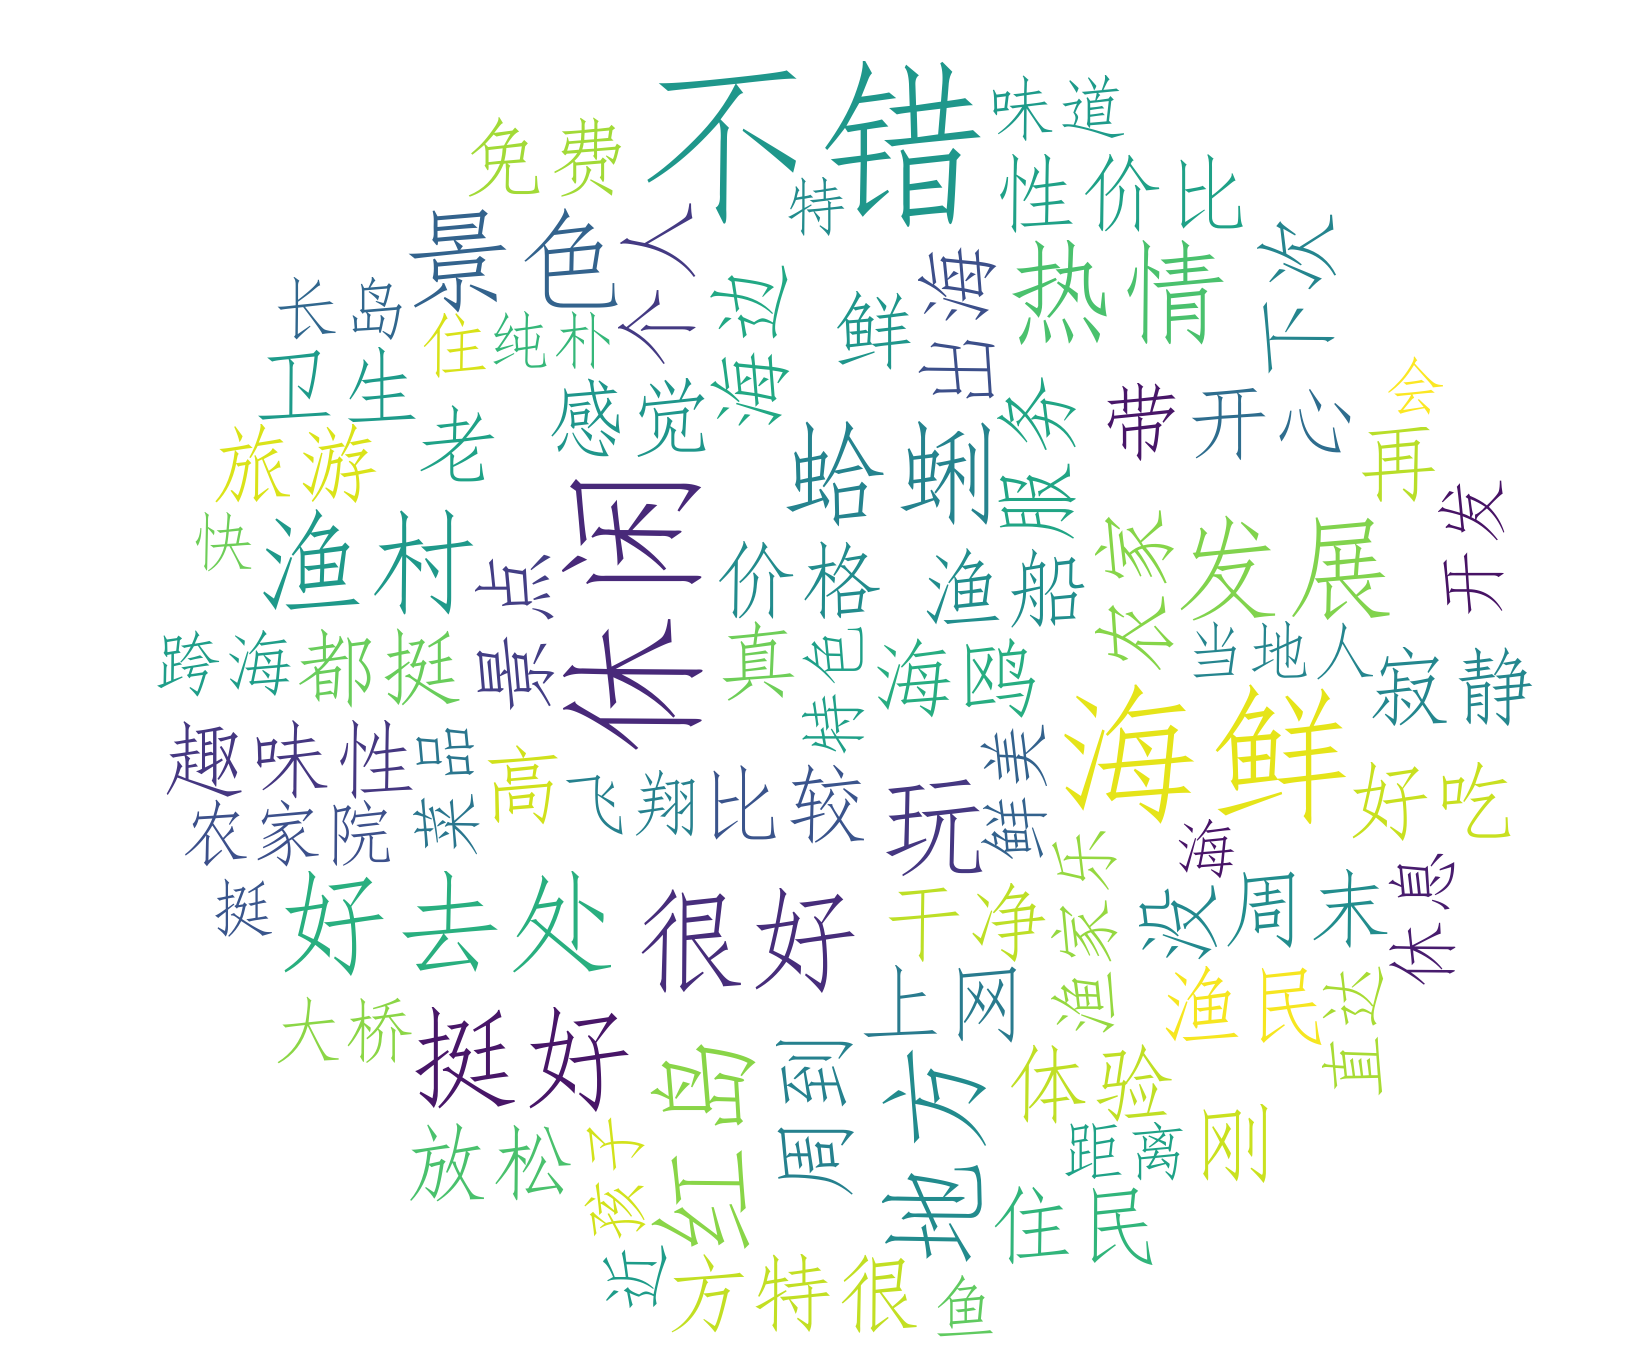 不错
味道
免费
特
性价比
景色
个人
下次
热情
出海
海边
鲜
长岛
住
纯朴
卫生
感觉
老
旅游
蛤蜊
服务
带
开心
会
再
开发
快
渔村
休闲
景点
价格
渔船
农家
发展
跨海
都挺
真
特色
海鸥
当地人
寂静
趣味性
品
菜
高
飞翔
比较
玩
鲜美
海鲜
好吃
农家院
挺
好去处
很好
干净
渔家乐
海
没
周末
休息
大桥
挺好
上网
渔民
直达
红岛
周到
地方
体验
放松
孩子
距离
刚
住民
近
方特很
鱼